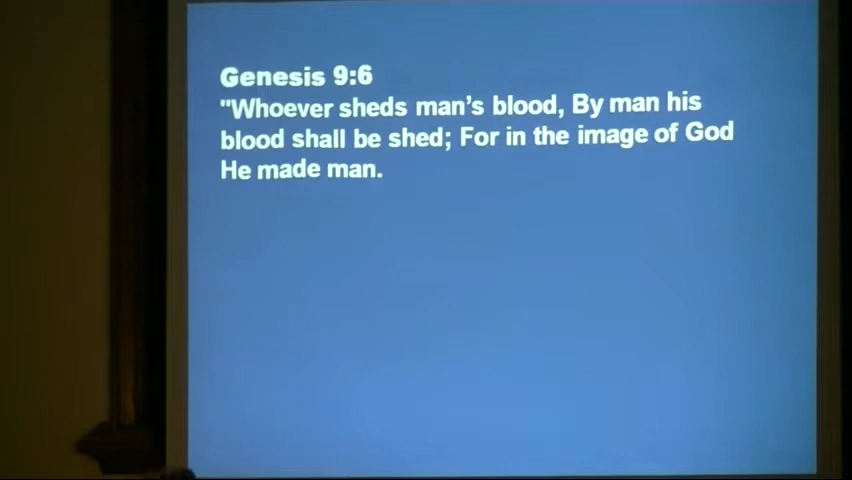 Genesis 9:6
"Whoever sheds man's blood, By man his
blood shall be shed; For in the image of God
He made man.